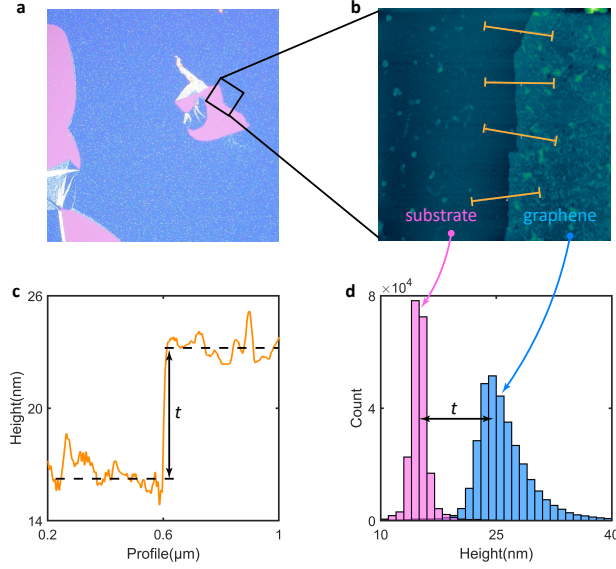 a
b
substrate
graphene
c
26
20
14
Height(nm)
t
0.2
0.6
1
Profile(μm)
d
× 10⁴
8
4
0
Count
t
10
25
40
Height(nm)